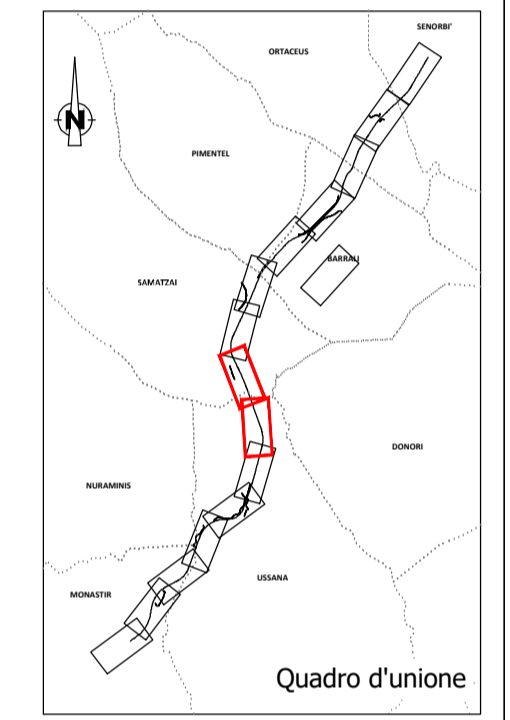 SENORBI'
ORTACEUS
N
PIMENTEL
BARRALI
SAMATZAI
DONORI
NURAMINIS
USSANA
MONASTIR
Quadro d'unione